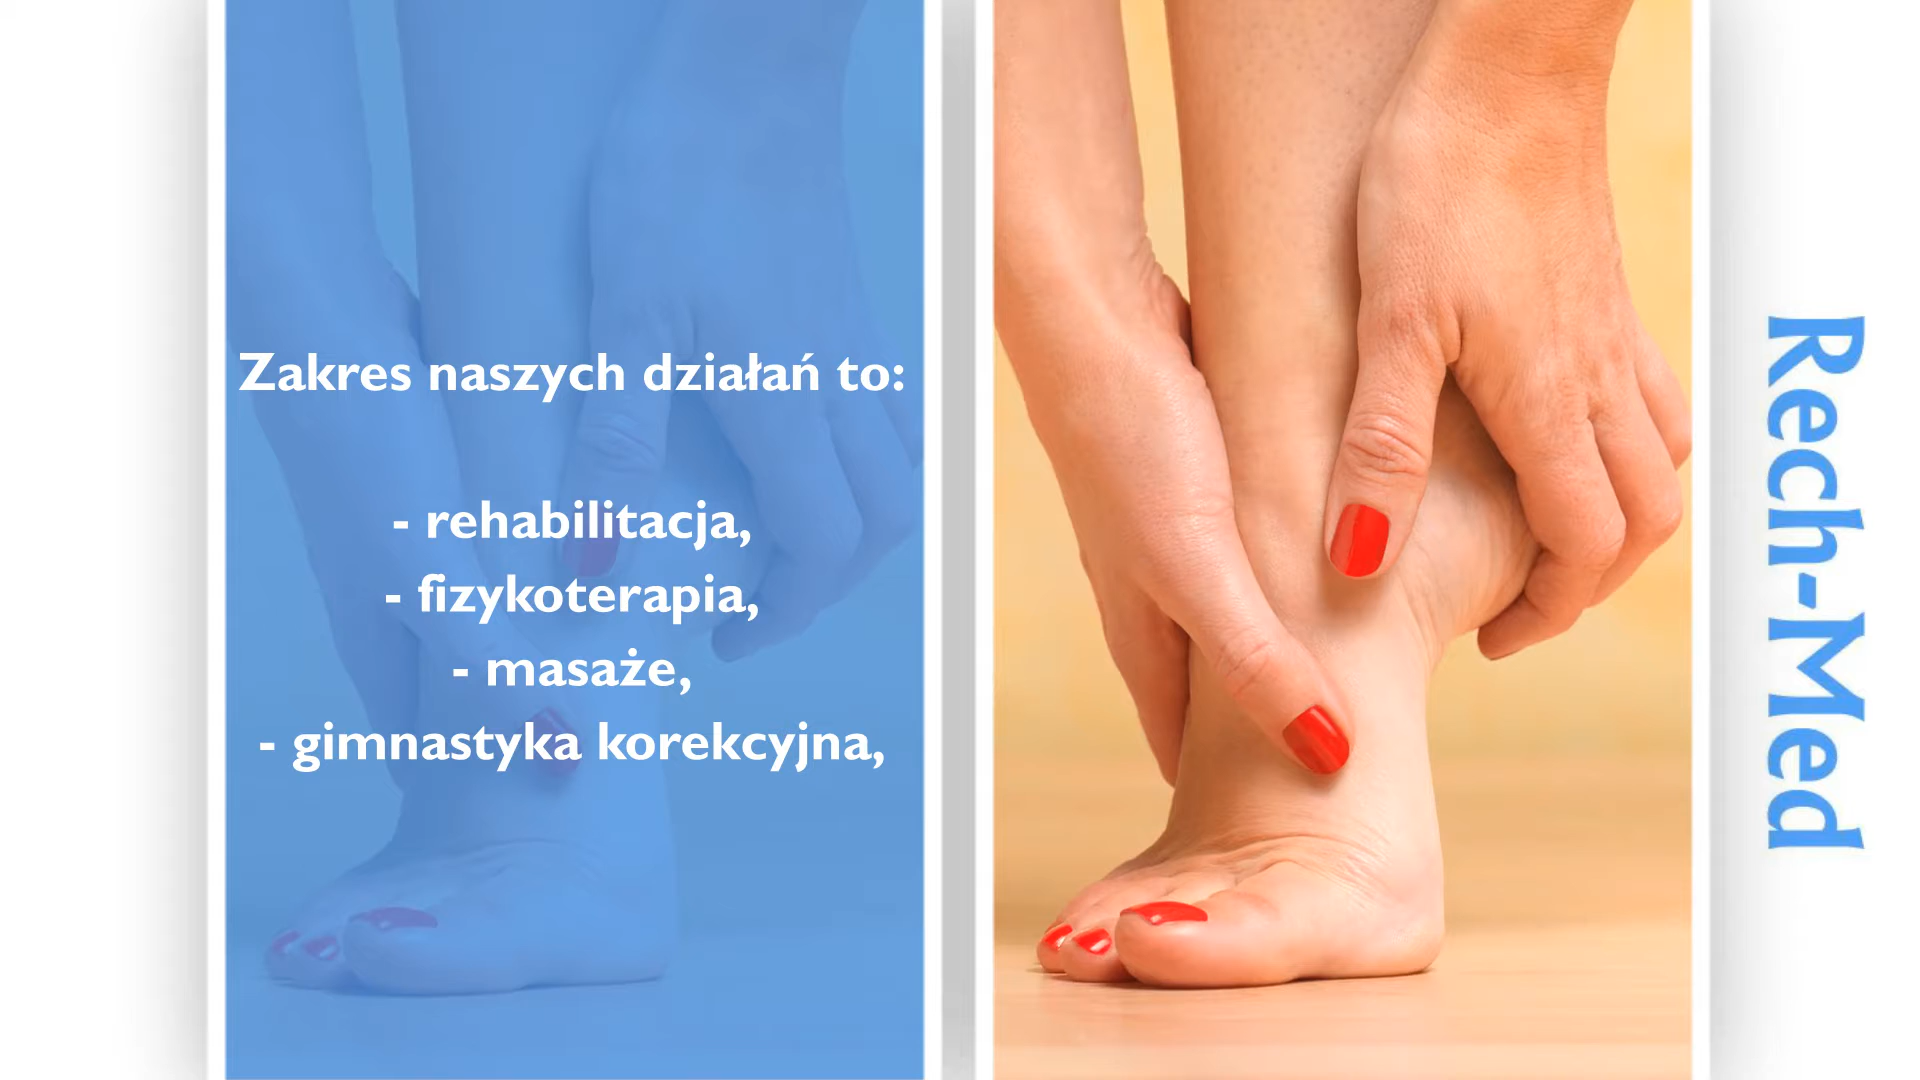 Zakres naszych działań to:
- rehabilitacja,
- fizykoterapia,
- masaże,
- gimnastyka korekcyjna,
Rech-Med